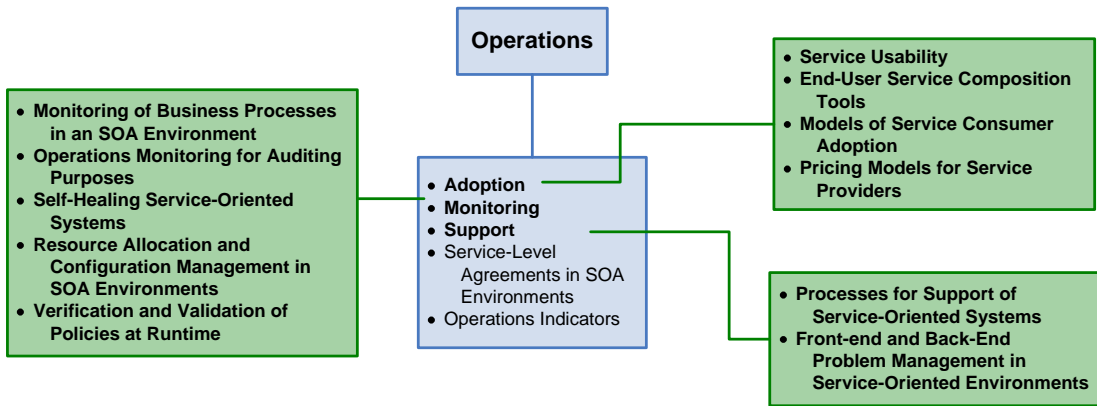 Operations
• Service Usability
• End-User Service Composition
Tools
• Models of Service Consumer
Adoption
• Pricing Models for Service
Providers
• Monitoring of Business Processes
in an SOA Environment
• Operations Monitoring for Auditing
Purposes
• Self-Healing Service-Oriented
Systems
• Resource Allocation and
Configuration Management in
SOA Environments
• Verification and Validation of
Policies at Runtime
• Adoption
• Monitoring
• Support
• Service-Level
Agreements in SOA
Environments
• Operations Indicators
• Processes for Support of
Service-Oriented Systems
• Front-end and Back-End
Problem Management in
Service-Oriented Environments